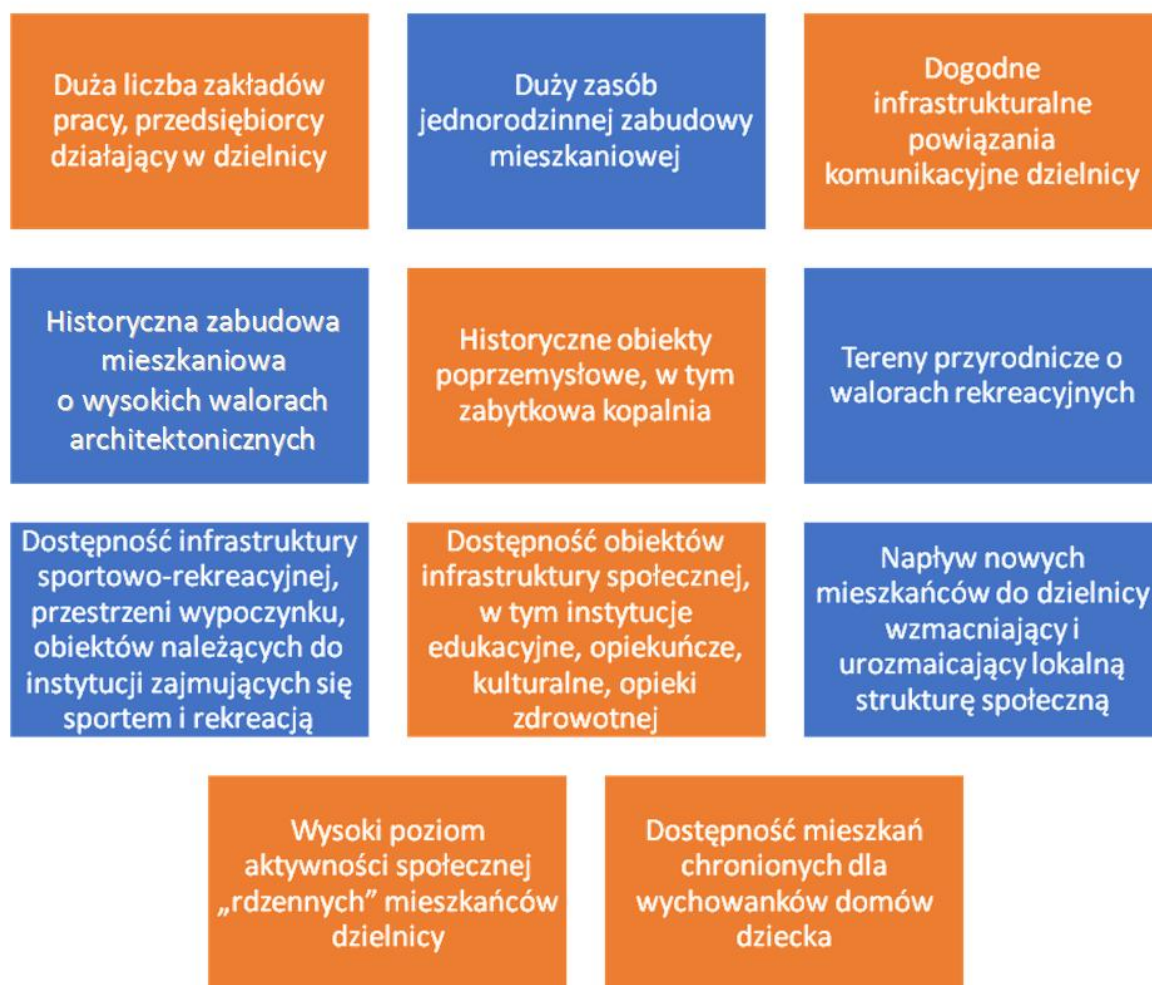 Duża liczba zakładów
pracy, przedsiębiorcy
działający w dzielnicy
Duży zasób
jednorodzinnej zabudowy
mieszkaniowej
Dogodne
infrastrukturalne
powiązania
komunikacyjne dzielnicy
Historyczna zabudowa
mieszkaniowa
o wysokich walorach
architektonicznych
Historyczne obiekty
poprzemysłowe, w tym
zabytkowa kopalnia
Tereny przyrodnicze o
walorach rekreacyjnych
Dostępność infrastruktury
sportowo-rekreacyjnej,
przestrzeni wypoczynku,
obiektów należących do
instytucji zajmujących się
sportem i rekreacją
Dostępność obiektów
infrastruktury społecznej,
w tym instytucje
edukacyjne, opiekuńcze,
kulturalne, opieki
zdrowotnej
Napływ nowych
mieszkańców do dzielnicy
wzmacniający i
urozmaicający lokalną
strukturę społeczną
Wysoki poziom
aktywności społecznej
„rdzennych” mieszkańców
dzielnicy
Dostępność mieszkań
chronionych dla
wychowanków domów
dziecka